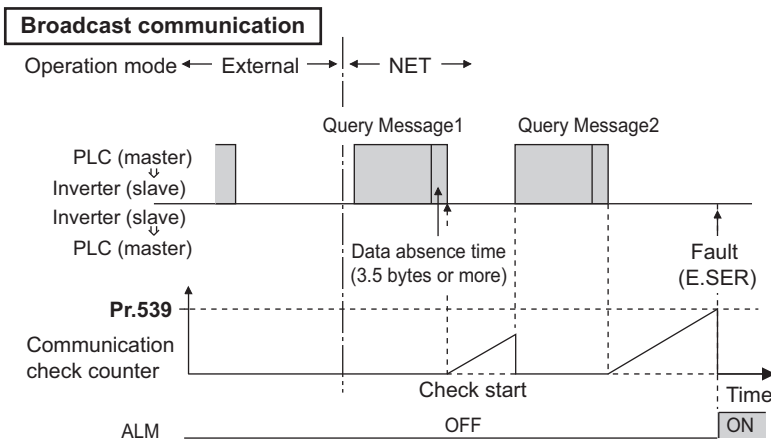 Broadcast communication
Operation mode
External
NET
Query Message1
Query Message2
PLC (master)
Inverter (slave)
Inverter (slave)
PLC (master)
Data absence time
(3.5 bytes or more)
Fault
(E.SER)
Pr.539
Communication
check counter
Check start
Time
ALM
OFF
ON